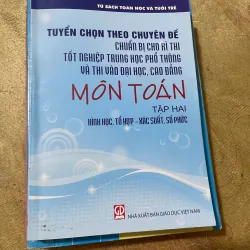 TỦ SÁCH TOÁN HỌC VÀ TUỔI TRẺ
TUYỂN CHỌN THEO CHUYÊN ĐỀ
CHUẨN BỊ CHO KÌ THI
TỐT NGHIỆP TRUNG HỌC PHỔ THÔNG
VÀ THI VÀO ĐẠI HỌC, CAO ĐẲNG
MÔN TOÁN
TẬP HAI
HÌNH HỌC, TỔ HỢP - XÁC SUẤT, SỐ PHỨC
NHÀ XUẤT BẢN GIÁO DỤC VIỆT NAM